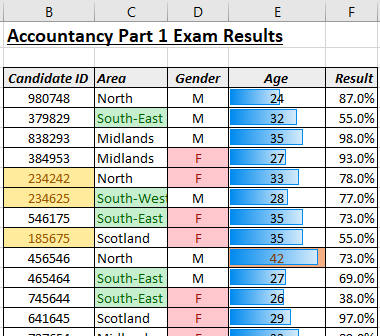 B C D E F
Accountancy Part 1 Exam Results
Candidate ID Area Gender Age Result
980748 North M 24 87.0%
379829 South-East M 32 55.0%
838293 Midlands M 35 98.0%
384953 Midlands F 27 93.0%
234242 North F 33 78.0%
234625 South-West M 28 77.0%
546175 South-East F 35 73.0%
185675 Scotland F 35 55.0%
456546 North M 42 73.0%
465464 South-East M 27 69.0%
745644 South-East F 26 38.0%
641645 Scotland F 29 97.0%